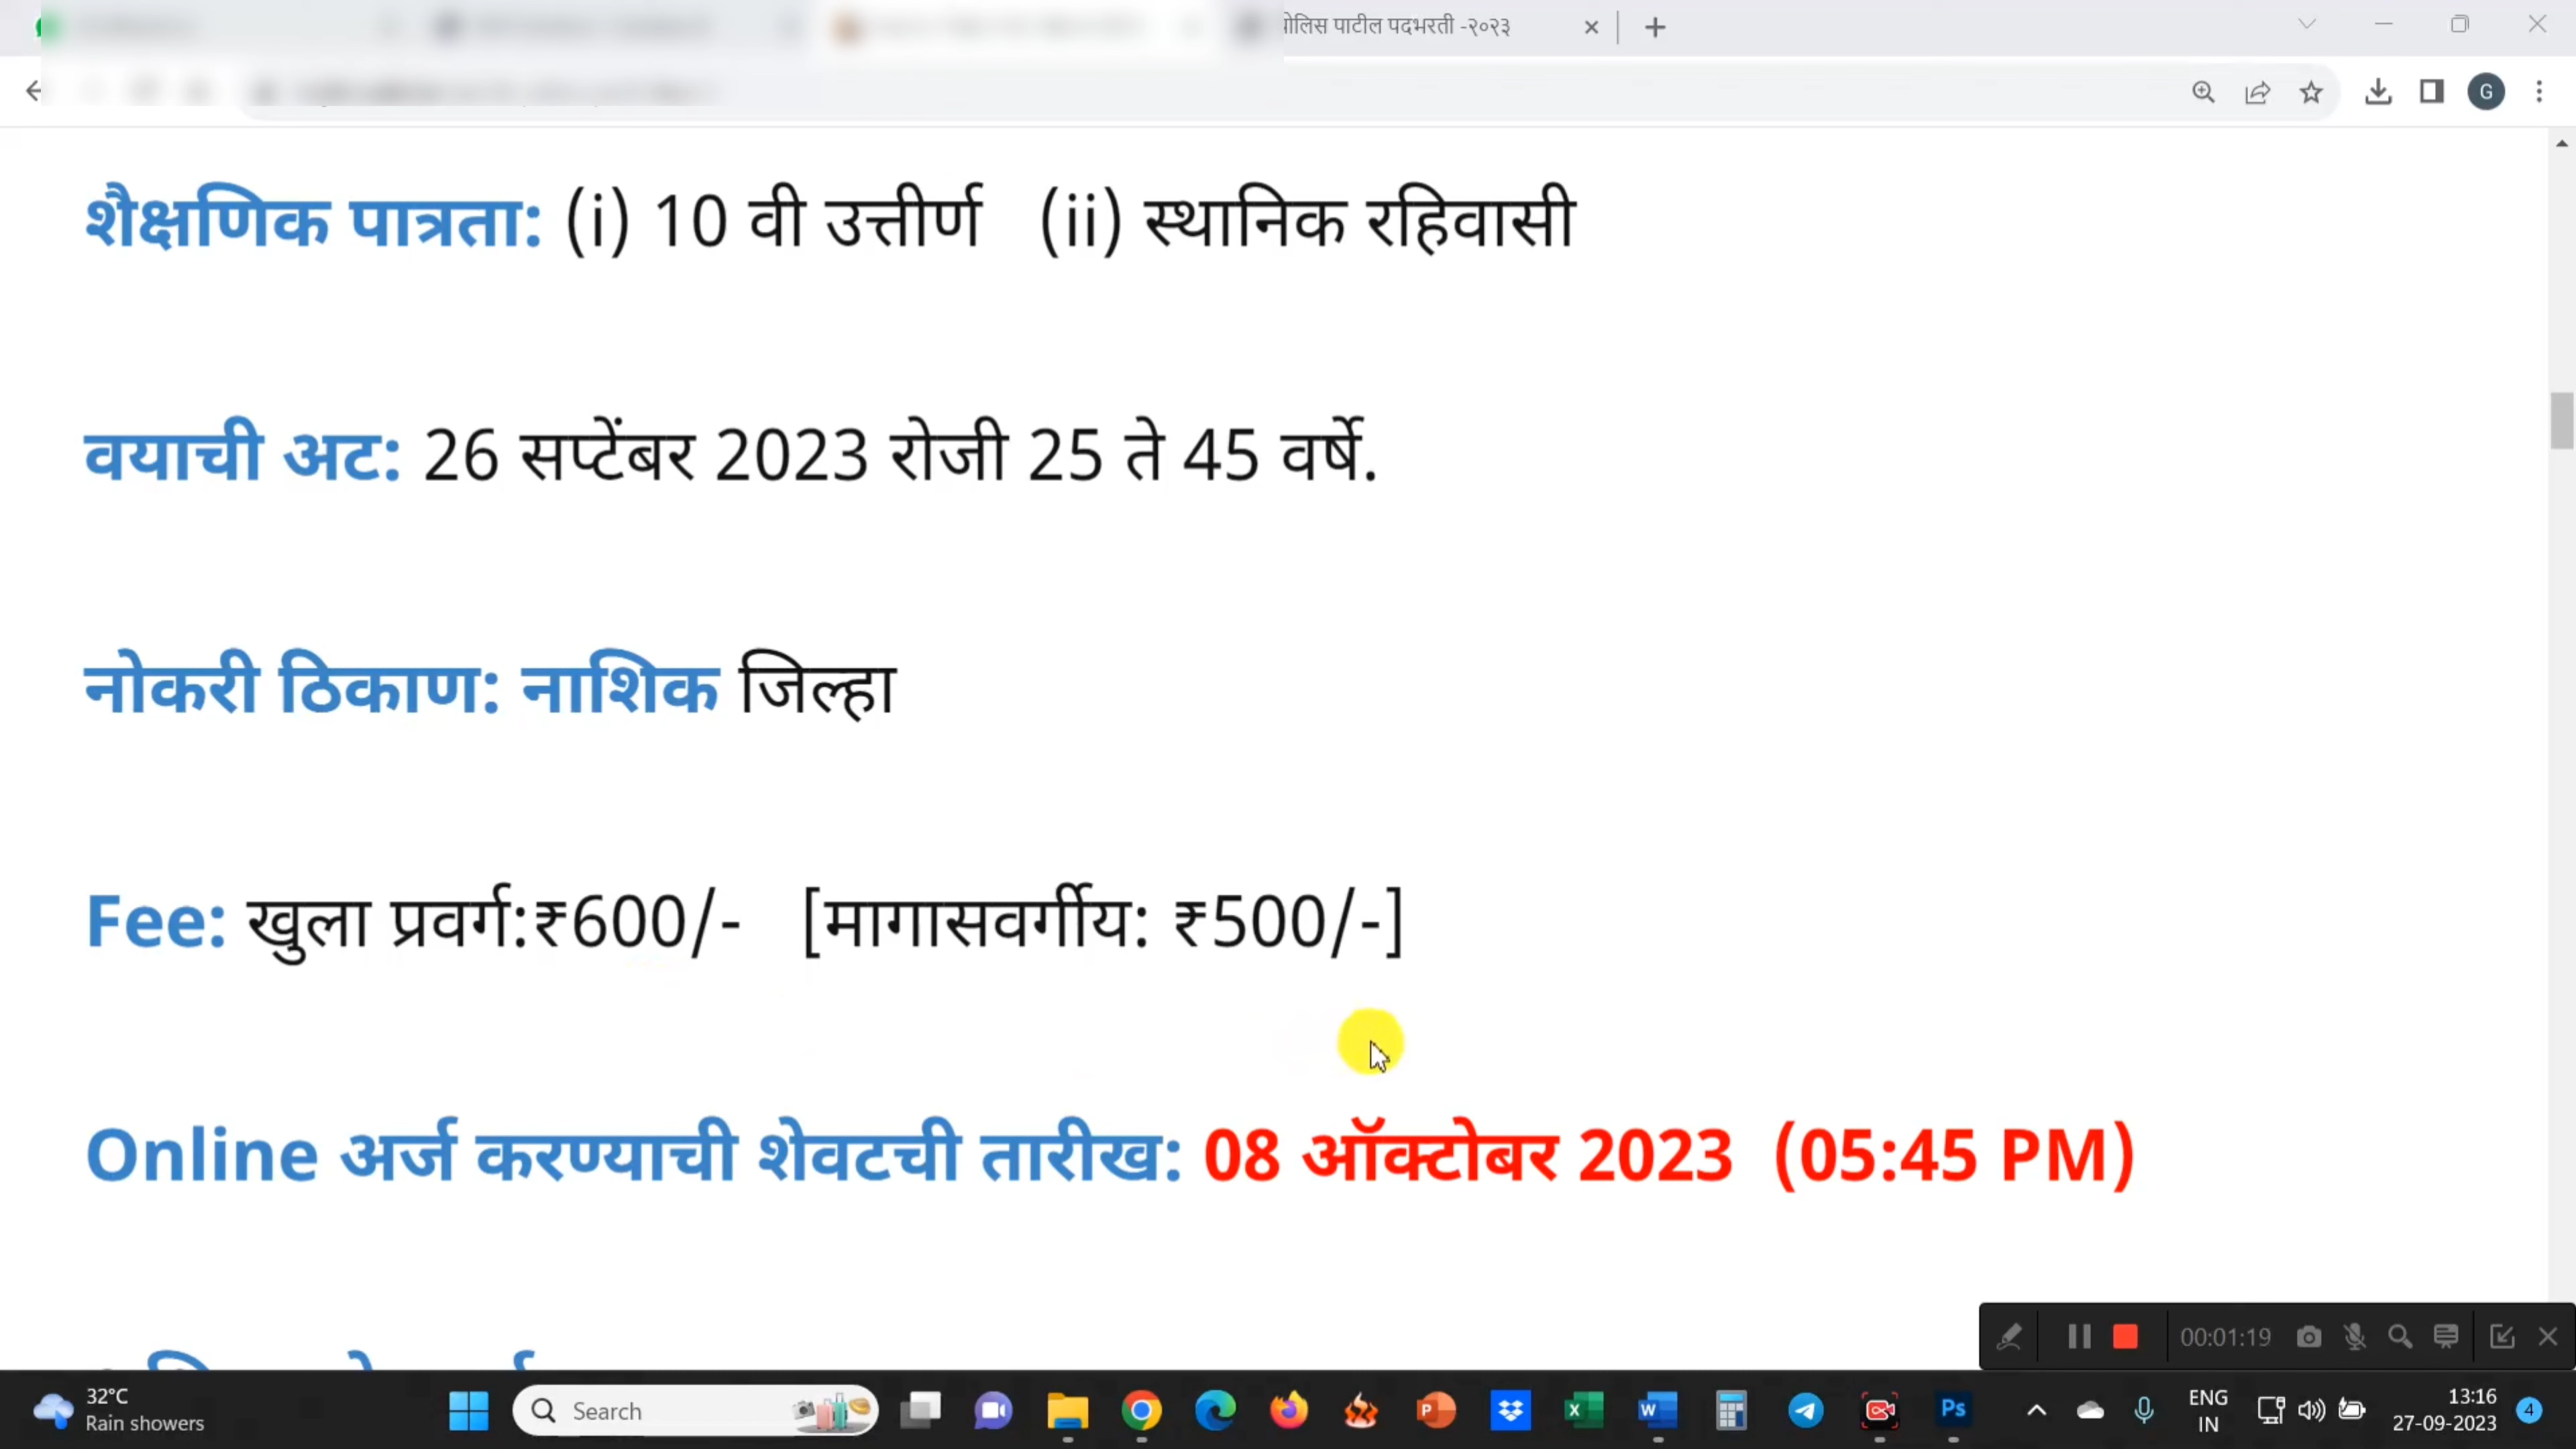 पोलिस पाटील पदभरती -२०२३
G
शैक्षणिक पात्रता: (i) 10 वी उत्तीर्ण (ii) स्थानिक रहिवासी
वयाची अट: 26 सप्टेंबर 2023 रोजी 25 ते 45 वर्षे.
नोकरी ठिकाण: नाशिक जिल्हा
Fee: खुला प्रवर्ग:₹600/- [मागासवर्गीय: ₹500/-]
Online अर्ज करण्याची शेवटची तारीख: 08 ऑक्टोबर 2023 (05:45 PM)
00:01:19
32°C
Rain showers
Search
Ps
ENG
IN
13:16
27-09-2023
4